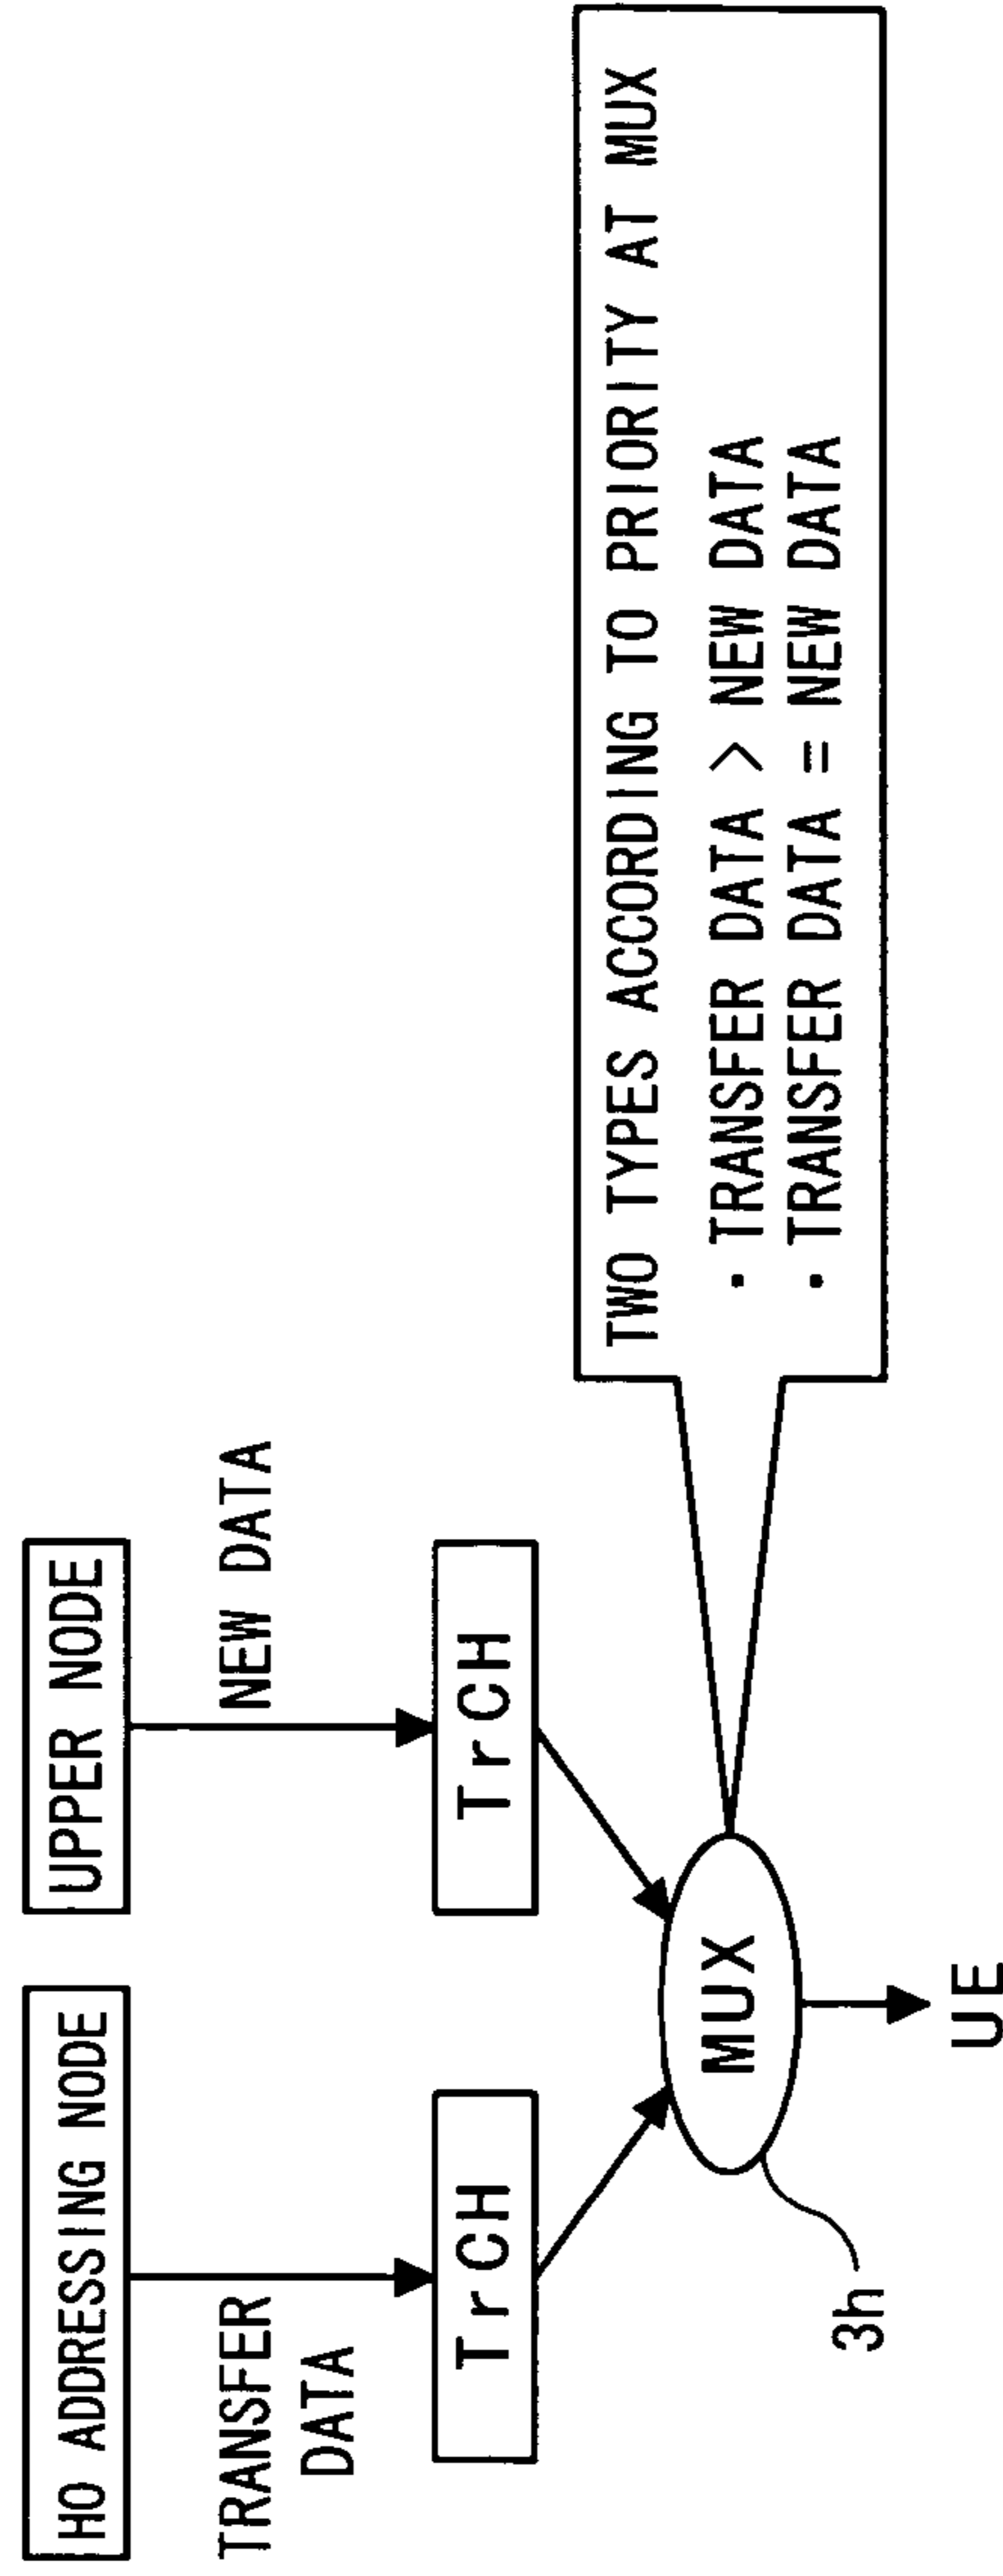 HO ADDRESSING NODE
UPPER NODE
TRANSFER
DATA
NEW DATA
TrCH
TrCH
MUX
3h
UE
TWO TYPES ACCORDING TO PRIORITY AT MUX
· TRANSFER DATA > NEW DATA
· TRANSFER DATA = NEW DATA